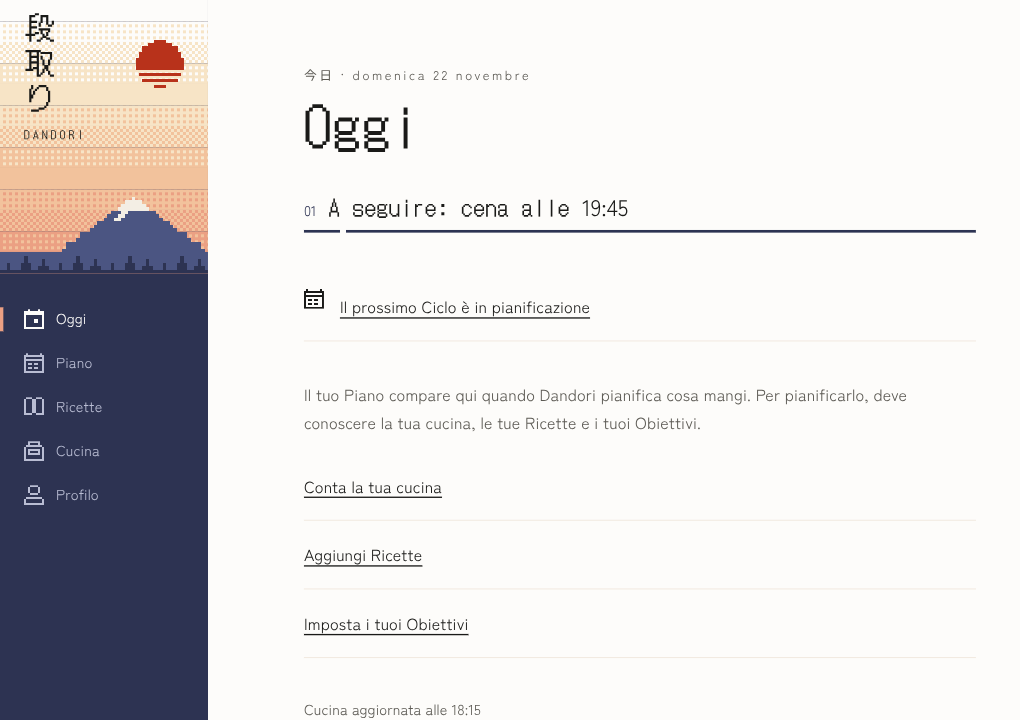 段取り
DANDORI
Oggi
Piano
Ricette
Cucina
Profilo
今日 · domenica 22 novembre
Oggi
01 A seguire: cena alle 19:45
Il prossimo Ciclo è in pianificazione
Il tuo Piano compare qui quando Dandori pianifica cosa mangi. Per pianificarlo, deve
conoscere la tua cucina, le tue Ricette e i tuoi Obiettivi.
Conta la tua cucina
Aggiungi Ricette
Imposta i tuoi Obiettivi
Cucina aggiornata alle 18:15